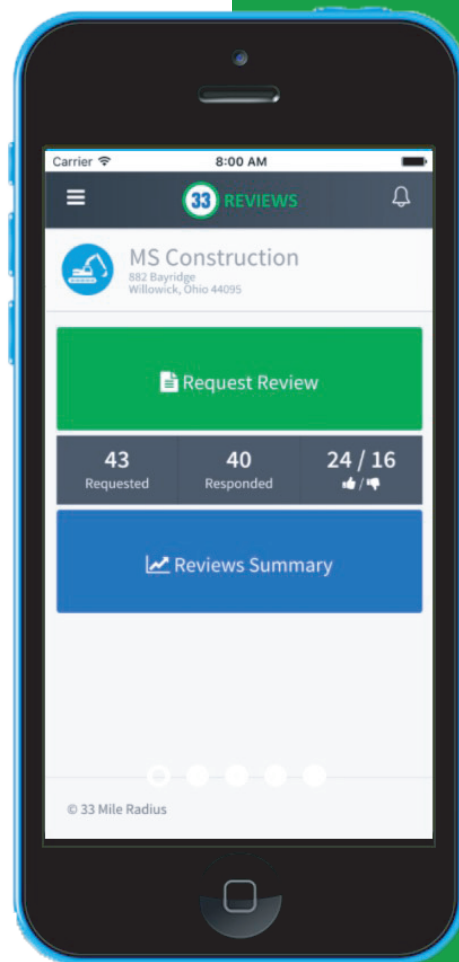 Carrier 8:00 AM
33 REVIEWS
MS Construction
882 Bayridge
Willowick, Ohio 44095
Request Review
43 40 24 / 16
Requested Responded /
Reviews Summary
© 33 Mile Radius